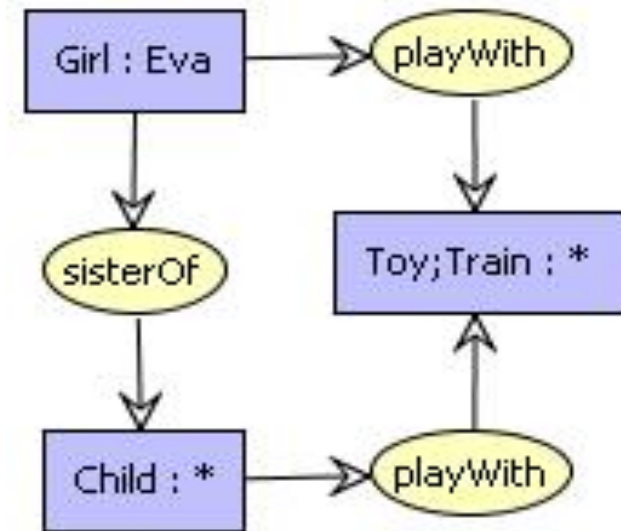 Girl : Eva
playWith
sisterOf
Toy;Train : *
Child : *
playWith